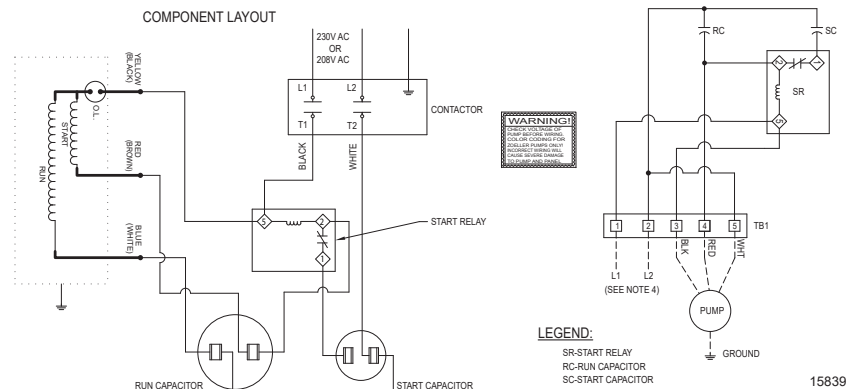 COMPONENT LAYOUT
230V AC
OR
208V AC
L1
L2
CONTACTOR
T1
T2
BLACK
WHITE
YELLOW
(BLACK)
O.L.
START
RUN
RED
(BROWN)
BLUE
(WHITE)
5
2
1
START RELAY
RUN CAPACITOR
START CAPACITOR
WARNING!
CHECK VOLTAGE OF
PUMP BEFORE WIRING.
COLOR CODING FOR
ZOELLER PUMPS ONLY!
INCORRECT WIRING WILL
CAUSE SEVERE DAMAGE
TO PUMP AND PANEL
RC
SC
2
1
SR
5
1
2
3
4
5
TB1
BLK
RED
WHT
L1
L2
(SEE NOTE 4)
PUMP
GROUND
LEGEND:
SR-START RELAY
RC-RUN CAPACITOR
SC-START CAPACITOR
15839